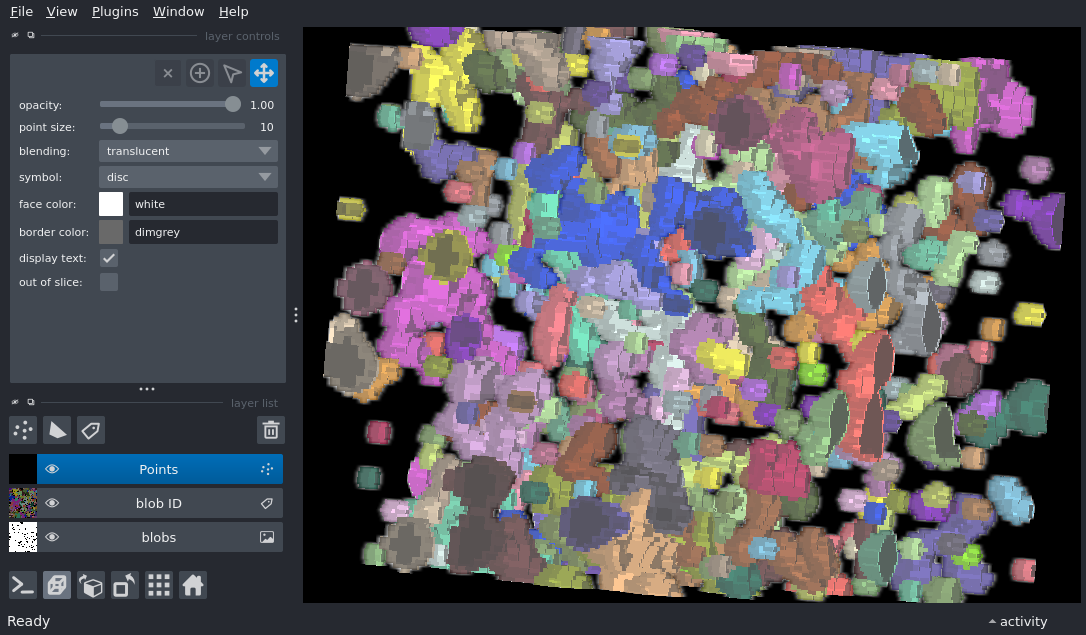 File View Plugins Window Help
layer controls
opacity: 1.00
point size: 10
blending: translucent
symbol: disc
face color: white
border color: dimgrey
display text:
out of slice:
layer list
Points
blob ID
blobs
Ready
activity